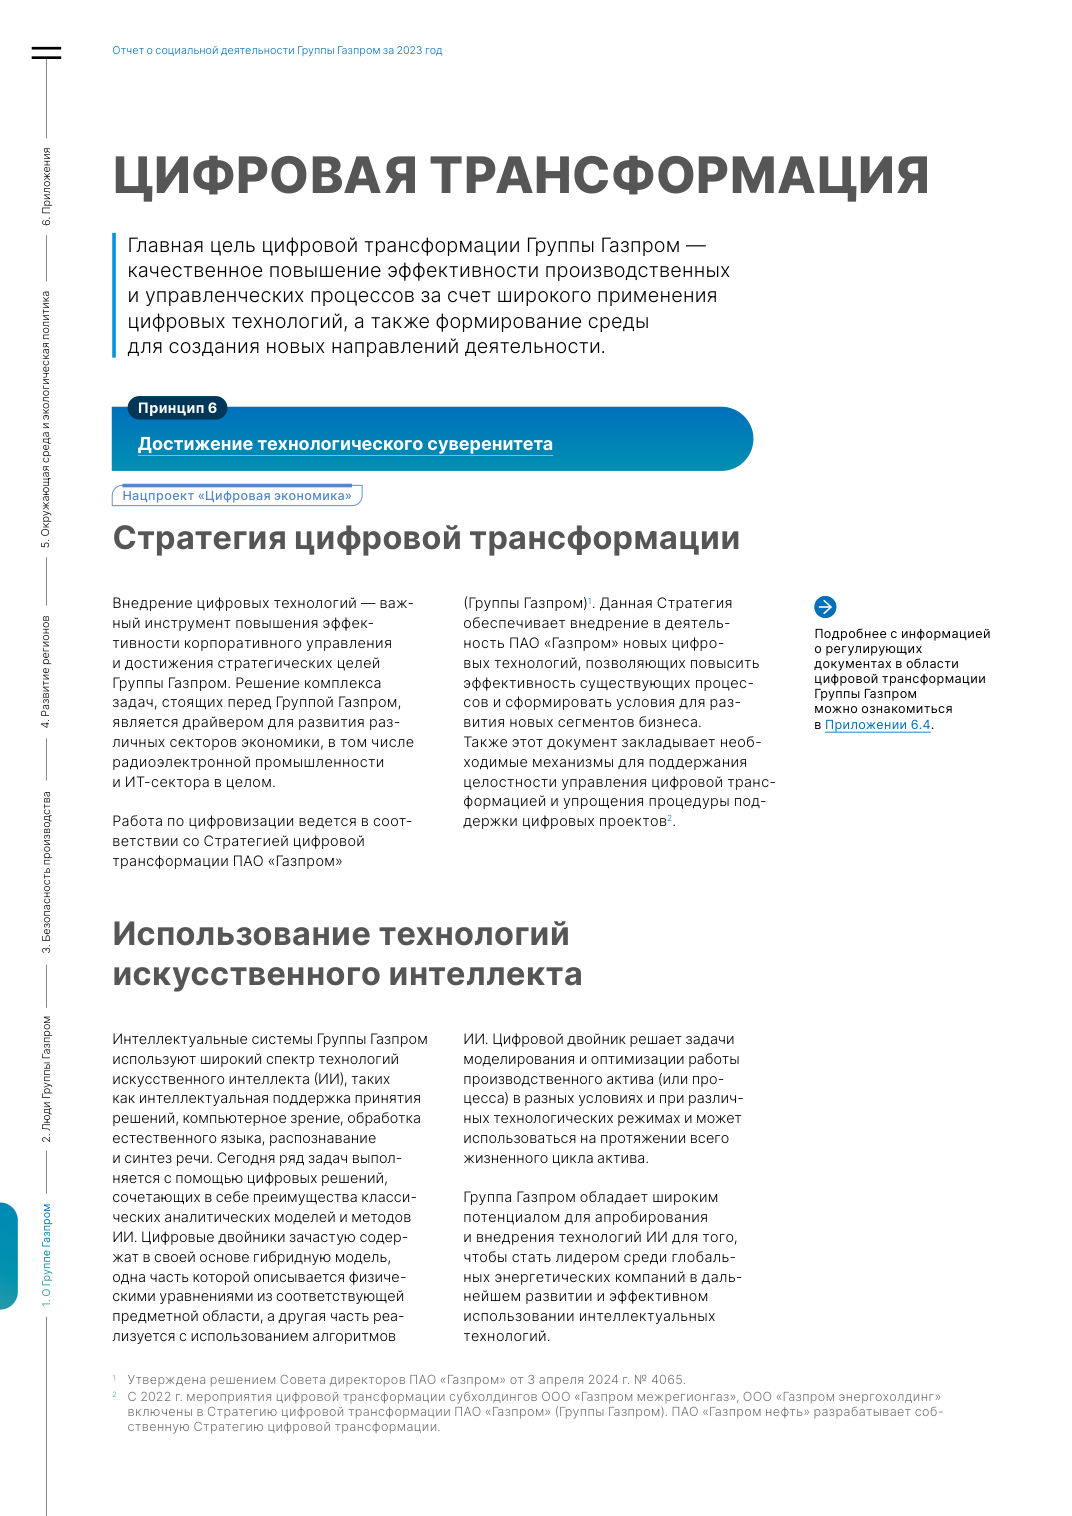 Отчет о социальной деятельности Группы Газпром за 2023 год
ЦИФРОВАЯ ТРАНСФОРМАЦИЯ
Главная цель цифровой трансформации Группы Газпром —
качественное повышение эффективности производственных
и управленческих процессов за счет широкого применения
цифровых технологий, а также формирование среды
для создания новых направлений деятельности.
Принцип 6
Достижение технологического суверенитета
Нацпроект «Цифровая экономика»
Стратегия цифровой трансформации
Внедрение цифровых технологий — важ-
ный инструмент повышения эффек-
тивности корпоративного управления
и достижения стратегических целей
Группы Газпром. Решение комплекса
задач, стоящих перед Группой Газпром,
является драйвером для развития раз-
личных секторов экономики, в том числе
радиоэлектронной промышленности
и ИТ-сектора в целом.
Работа по цифровизации ведется в соот-
ветствии со Стратегией цифровой
трансформации ПАО «Газпром»
(Группы Газпром)1. Данная Стратегия
обеспечивает внедрение в деятель-
ность ПАО «Газпром» новых цифро-
вых технологий, позволяющих повысить
эффективность существующих процес-
сов и сформировать условия для раз-
вития новых сегментов бизнеса.
Также этот документ закладывает необ-
ходимые механизмы для поддержания
целостности управления цифровой транс-
формацией и упрощения процедуры под-
держки цифровых проектов2.
Подробнее с информацией
о регулирующих
документах в области
цифровой трансформации
Группы Газпром
можно ознакомиться
в Приложении 6.4.
Использование технологий
искусственного интеллекта
Интеллектуальные системы Группы Газпром
используют широкий спектр технологий
искусственного интеллекта (ИИ), таких
как интеллектуальная поддержка принятия
решений, компьютерное зрение, обработка
естественного языка, распознавание
и синтез речи. Сегодня ряд задач выпол-
няется с помощью цифровых решений,
сочетающих в себе преимущества класси-
ческих аналитических моделей и методов
ИИ. Цифровые двойники зачастую содер-
жат в своей основе гибридную модель,
одна часть которой описывается физиче-
скими уравнениями из соответствующей
предметной области, а другая часть реа-
лизуется с использованием алгоритмов
ИИ. Цифровой двойник решает задачи
моделирования и оптимизации работы
производственного актива (или про-
цесса) в разных условиях и при различ-
ных технологических режимах и может
использоваться на протяжении всего
жизненного цикла актива.
Группа Газпром обладает широким
потенциалом для апробирования
и внедрения технологий ИИ для того,
чтобы стать лидером среди глобаль-
ных энергетических компаний в даль-
нейшем развитии и эффективном
использовании интеллектуальных
технологий.
1 Утверждена решением Совета директоров ПАО «Газпром» от 3 апреля 2024 г. № 4065.
2 С 2022 г. мероприятия цифровой трансформации субхолдингов ООО «Газпром межрегионгаз», ООО «Газпром энергохолдинг»
включены в Стратегию цифровой трансформации ПАО «Газпром» (Группы Газпром). ПАО «Газпром нефть» разрабатывает соб-
ственную Стратегию цифровой трансформации.
6. Приложения
5. Окружающая среда и экологическая политика
4. Развитие регионов
3. Безопасность производства
2. Люди Группы Газпром
1. О Группе Газпром